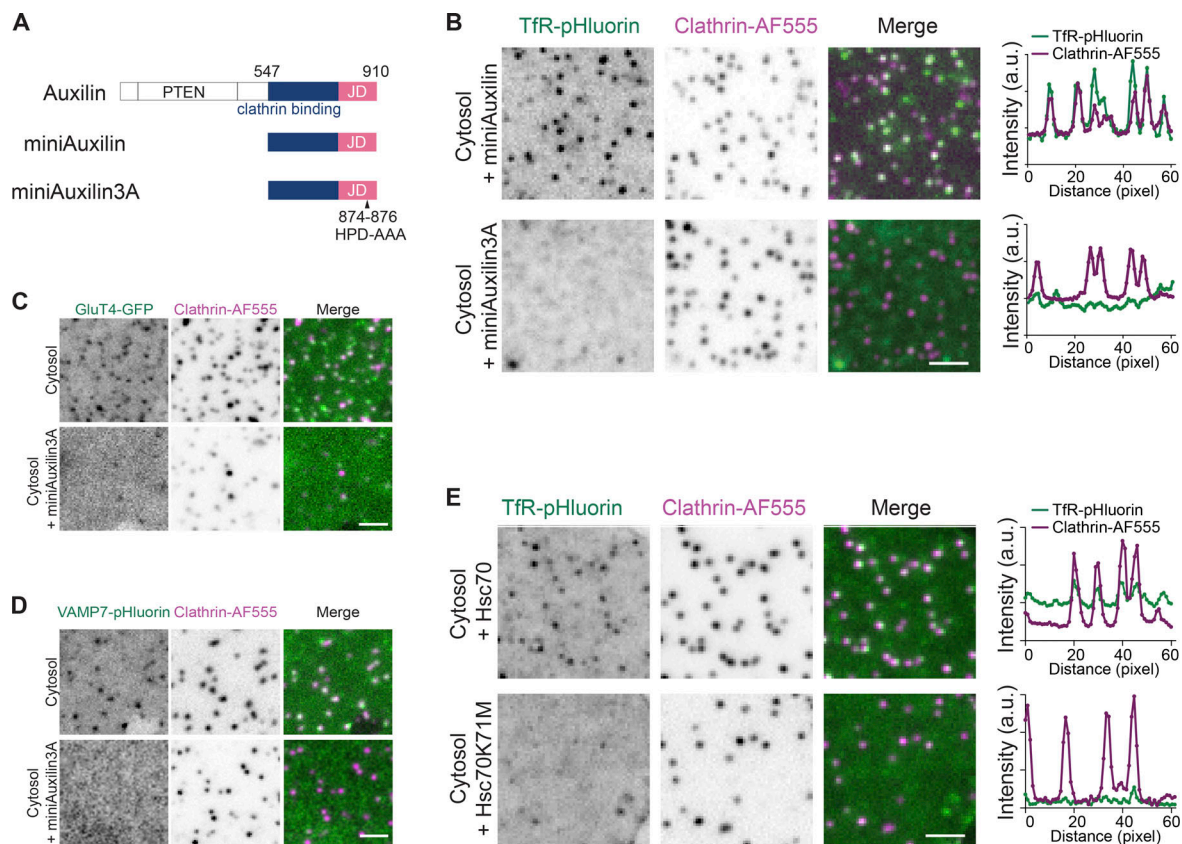 A
547 910
Auxilin PTEN JD
clathrin binding
miniAuxilin JD
miniAuxilin3A JD
874-876
HPD-AAA
B
TfR-pHluorin Clathrin-AF555 Merge
Cytosol
+ miniAuxilin
TfR-pHluorin
Clathrin-AF555
Intensity (a.u.)
0 20 40 60
Distance (pixel)
Cytosol
+ miniAuxilin3A
Intensity (a.u.)
0 20 40 60
Distance (pixel)
C
GluT4-GFP Clathrin-AF555 Merge
Cytosol
Cytosol
+ miniAuxilin3A
D
VAMP7-pHluorin Clathrin-AF555 Merge
Cytosol
Cytosol
+ miniAuxilin3A
E
TfR-pHluorin Clathrin-AF555 Merge
Cytosol
+ Hsc70
TfR-pHluorin
Clathrin-AF555
Intensity (a.u.)
0 20 40 60
Distance (pixel)
Cytosol
+ Hsc70K71M
Intensity (a.u.)
0 20 40 60
Distance (pixel)